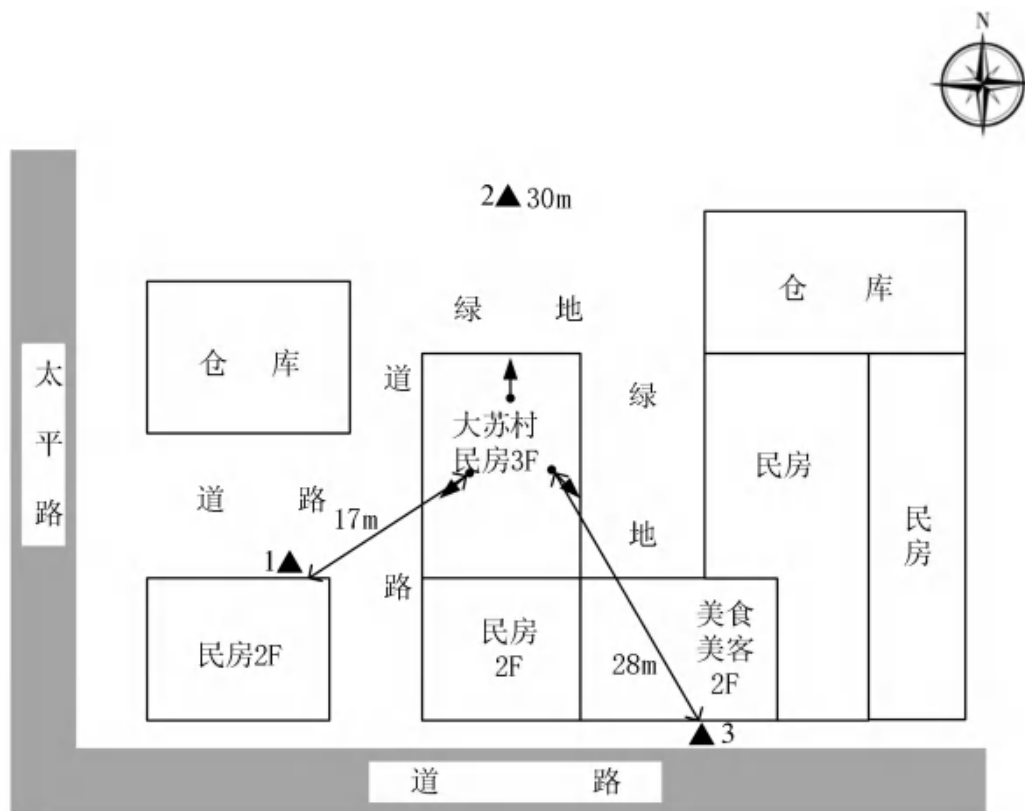 N
2▲30m
仓 库
绿 地
仓 库
太平路
道
绿
大苏村
民房3F
民房
道 路
17m
民房
地
1▲
路
美食
美客
2F
民房
2F
民房2F
28m
▲3
道 路